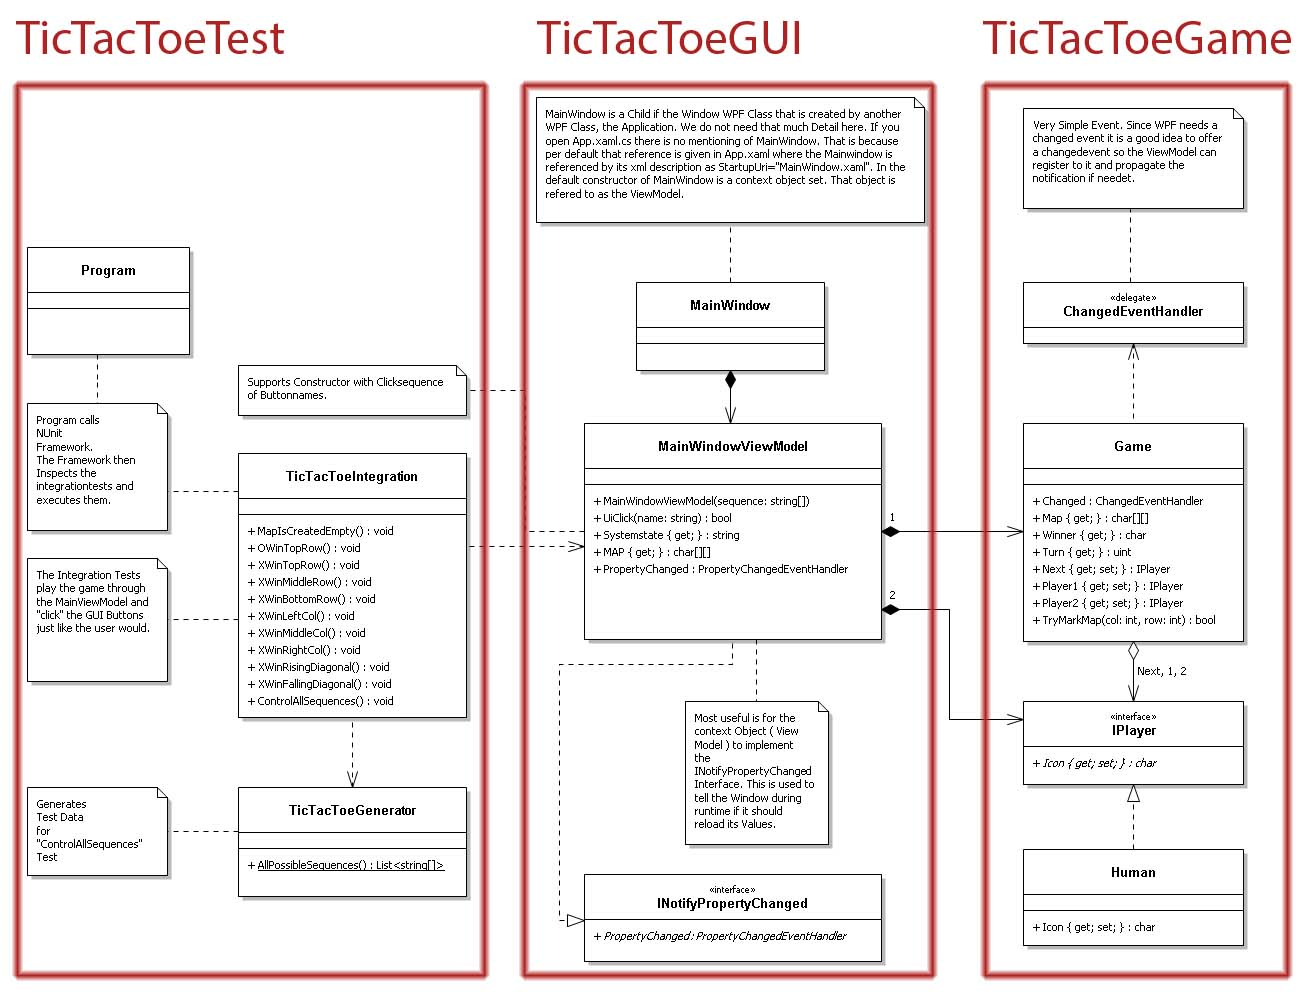 TicTacToeTest
TicTacToeGUI
TicTacToeGame
Program
Program calls
NUnit
Framework.
The Framework then
Inspects the
integrationtests and
executes them.
The Integration Tests
play the game through
the MainViewModel and
"click" the GUI Buttons
just like the user would.
Supports Constructor with Clicksequence
of Buttonnames.
TicTacToeIntegration
+ MapIsCreatedEmpty() : void
+ OWinTopRow() : void
+ XWinTopRow() : void
+ XWinMiddleRow() : void
+ XWinBottomRow() : void
+ XWinLeftCol() : void
+ XWinMiddleCol() : void
+ XWinRightCol() : void
+ XWinRisingDiagonal() : void
+ XWinFallingDiagonal() : void
+ ControlAllSequences() : void
Generates
Test Data
for
"ControlAllSequences"
Test
TicTacToeGenerator
+ AllPossibleSequences() : List<string[]>
MainWindow is a Child if the Window WPF Class that is created by another
WPF Class, the Application. We do not need that much Detail here. If you
open App.xaml.cs there is no mentioning of MainWindow. That is because
per default that reference is given in App.xaml where the Mainwindow is
referenced by its xml description as StartupUri="MainWindow.xaml". In the
default constructor of MainWindow is a context object set. That object is
refered to as the ViewModel.
MainWindow
MainWindowViewModel
+ MainWindowViewModel(sequence: string[])
+ UiClick(name: string) : bool
+ Systemstate { get; } : string
+ MAP { get; } : char[][]
+ PropertyChanged : PropertyChangedEventHandler
1
2
Most useful is for the
context Object ( View
Model ) to implement
the
INotifyPropertyChanged
Interface. This is used to
tell the Window during
runtime if it should
reload its Values.
«interface»
INotifyPropertyChanged
+ PropertyChanged: PropertyChangedEventHandler
Very Simple Event. Since WPF needs a
changed event it is a good idea to offer
a changedevent so the ViewModel can
register to it and propagate the
notification if needet.
«delegate»
ChangedEventHandler
Game
+ Changed : ChangedEventHandler
+ Map { get; } : char[][]
+ Winner { get; } : char
+ Turn { get; } : uint
+ Next { get; set; } : IPlayer
+ Player1 { get; set; } : IPlayer
+ Player2 { get; set; } : IPlayer
+ TryMarkMap(col: int, row: int) : bool
Next, 1, 2
«interface»
IPlayer
+ Icon { get; set; } : char
Human
+ Icon { get; set; } : char